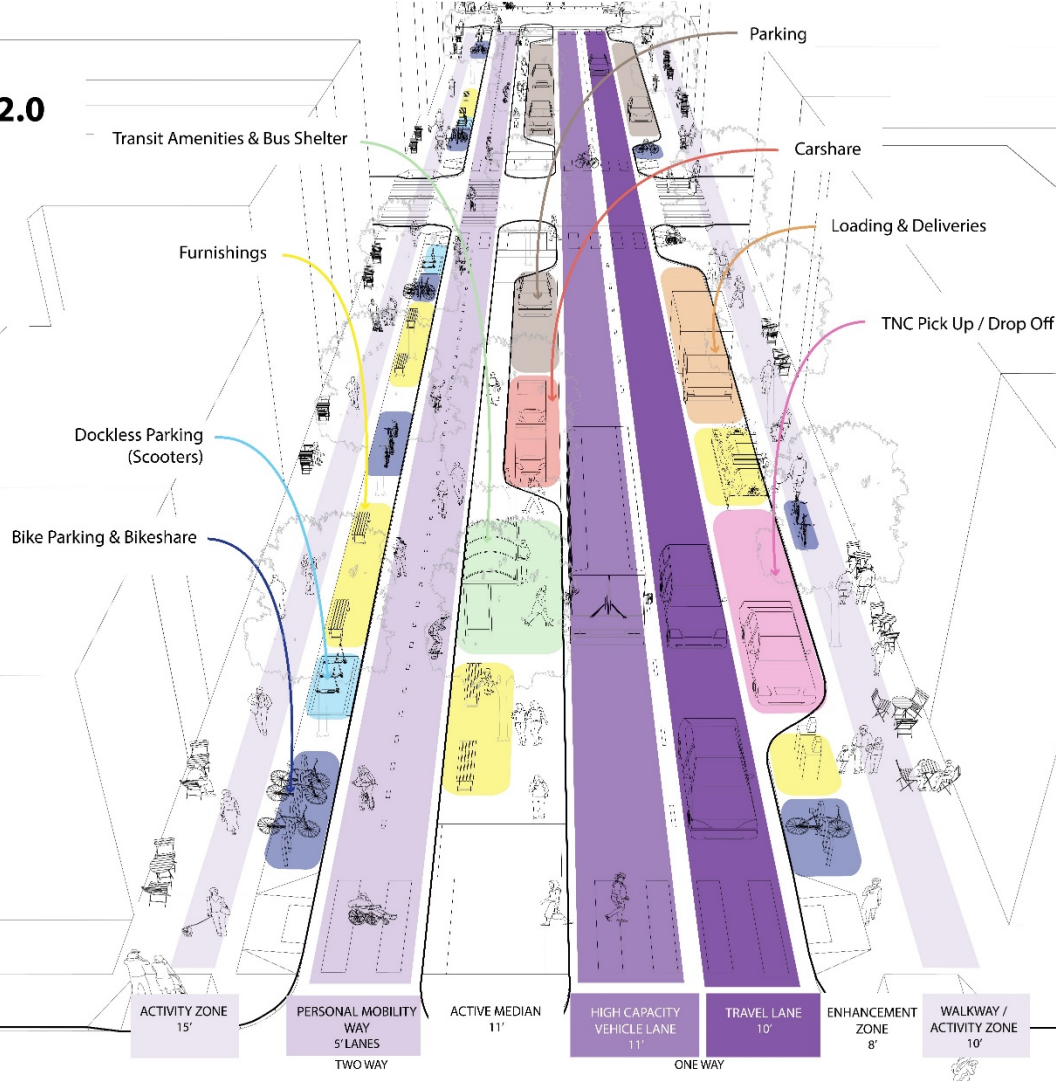 2.0
Parking
Transit Amenities & Bus Shelter
Carshare
Loading & Deliveries
Furnishings
TNC Pick Up / Drop Off
Dockless Parking
(Scooters)
Bike Parking & Bikeshare
ACTIVITY ZONE
15'
PERSONAL MOBILITY
WAY
5' LANES
TWO WAY
ACTIVE MEDIAN
11'
HIGH CAPACITY
VEHICLE LANE
11'
TRAVEL LANE
10'
ONE WAY
ENHANCEMENT
ZONE
8'
WALKWAY /
ACTIVITY ZONE
10'